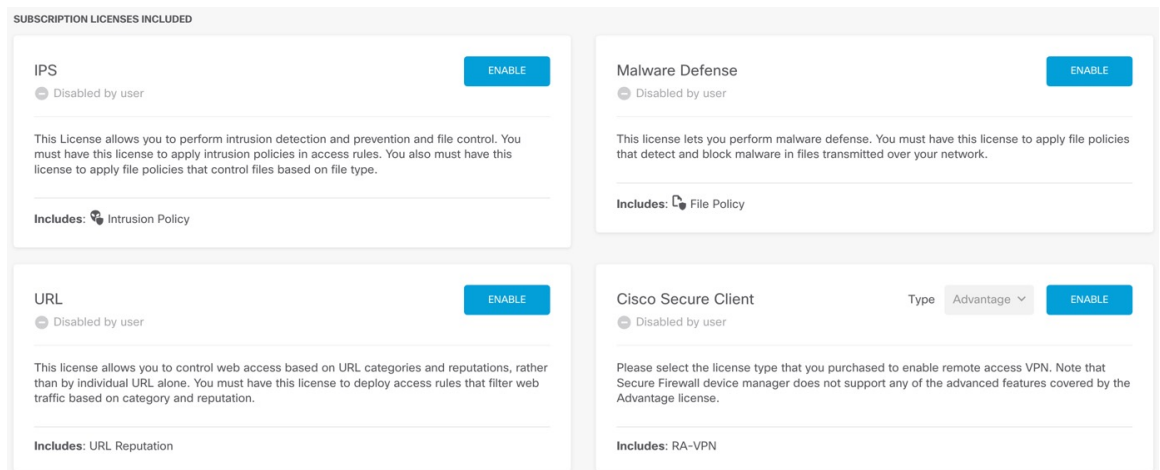 SUBSCRIPTION LICENSES INCLUDED
IPS
ENABLE
Disabled by user
This License allows you to perform intrusion detection and prevention and file control. You
must have this license to apply intrusion policies in access rules. You also must have this
license to apply file policies that control files based on file type.
Includes: Intrusion Policy
Malware Defense
ENABLE
Disabled by user
This license lets you perform malware defense. You must have this license to apply file policies
that detect and block malware in files transmitted over your network.
Includes: File Policy
URL
ENABLE
Disabled by user
This license allows you to control web access based on URL categories and reputations, rather
than by individual URL alone. You must have this license to deploy access rules that filter web
traffic based on category and reputation.
Includes: URL Reputation
Cisco Secure Client
Type Advantage
ENABLE
Disabled by user
Please select the license type that you purchased to enable remote access VPN. Note that
Secure Firewall device manager does not support any of the advanced features covered by the
Advantage license.
Includes: RA-VPN